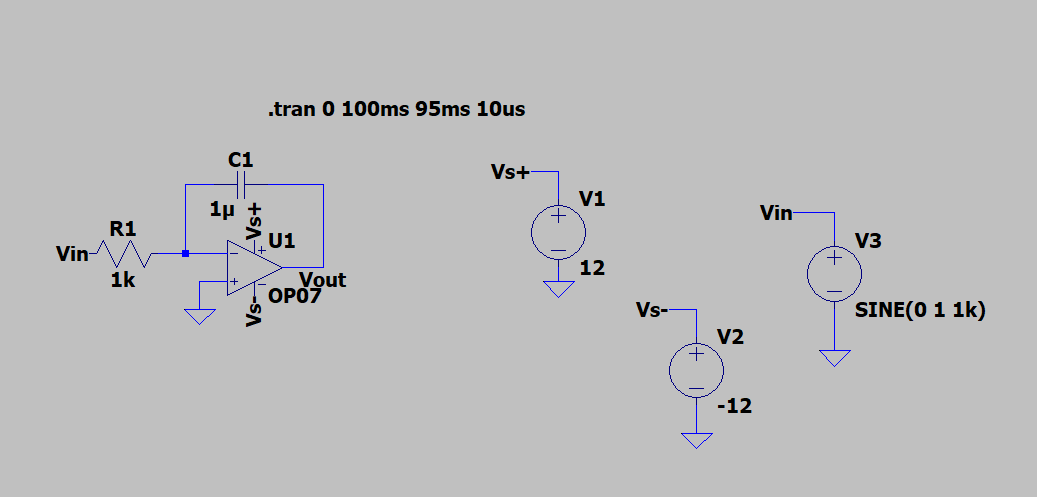 .tran 0 100ms 95ms 10us
C1
1µ
Vs+
R1
U1
Vin
1k
Vout
OP07
Vs-
Vs+
V1
12
Vs-
V2
-12
Vin
V3
SINE(0 1 1k)